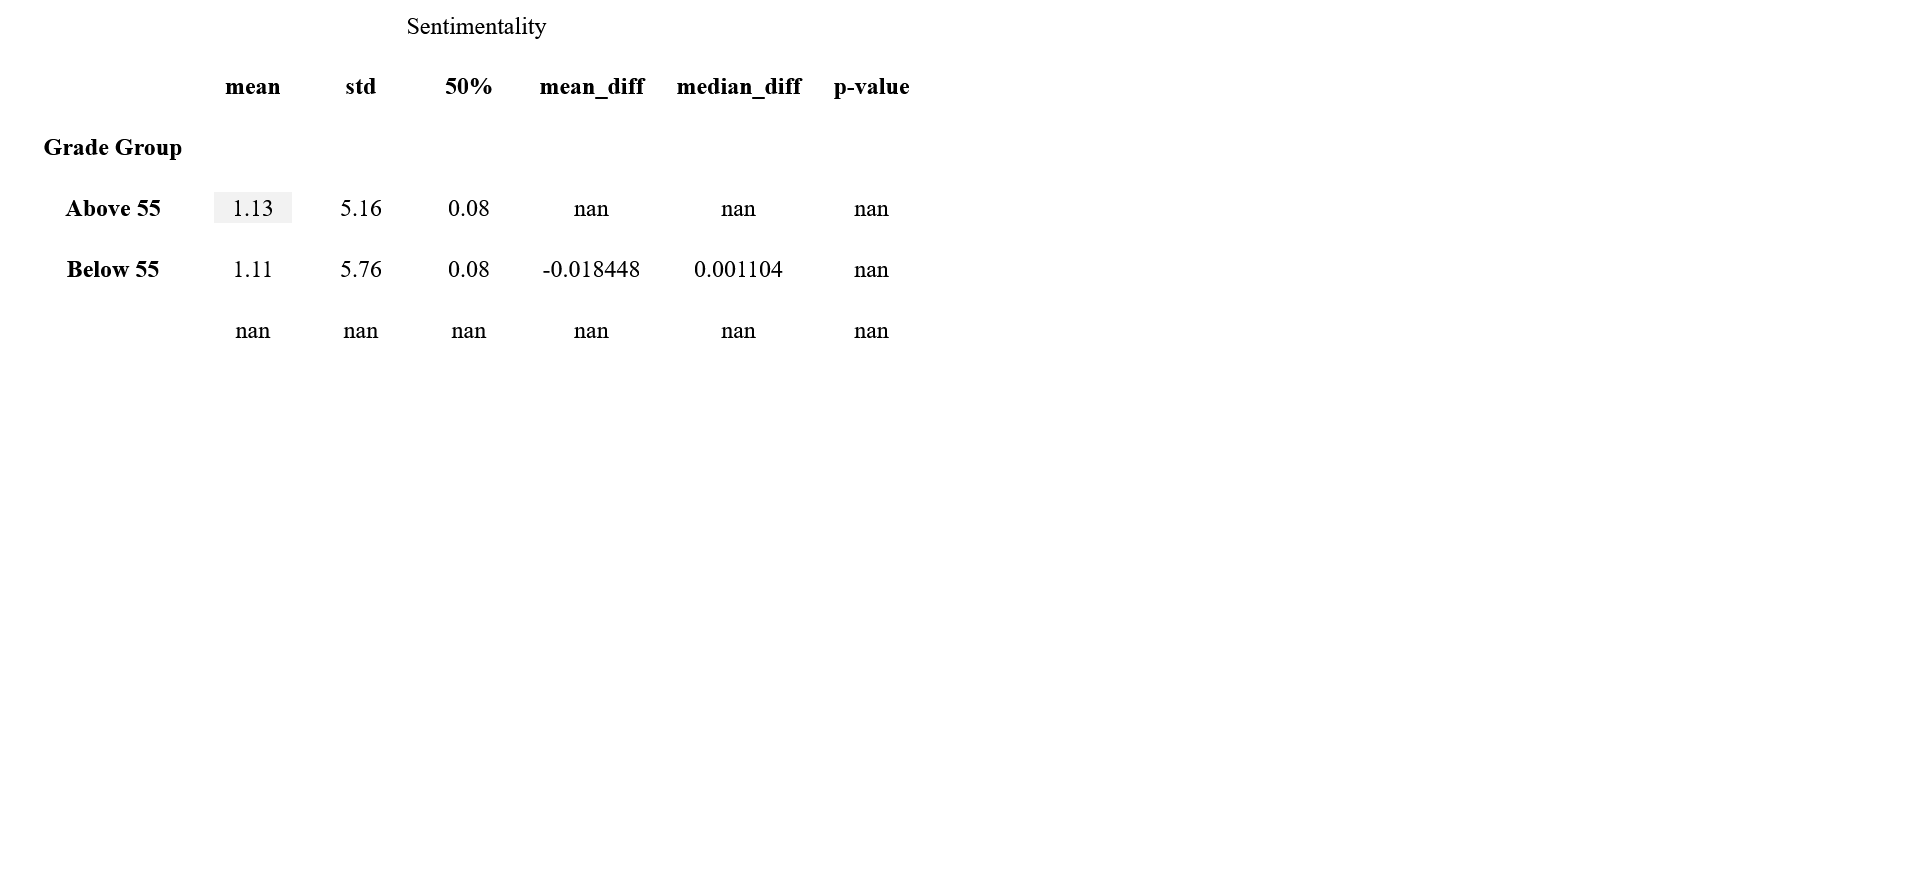 Sentimentality
mean std 50% mean_diff median_diff p-value
Grade Group
Above 55 1.13 5.16 0.08 nan nan nan
Below 55 1.11 5.76 0.08 -0.018448 0.001104 nan
nan nan nan nan nan nan